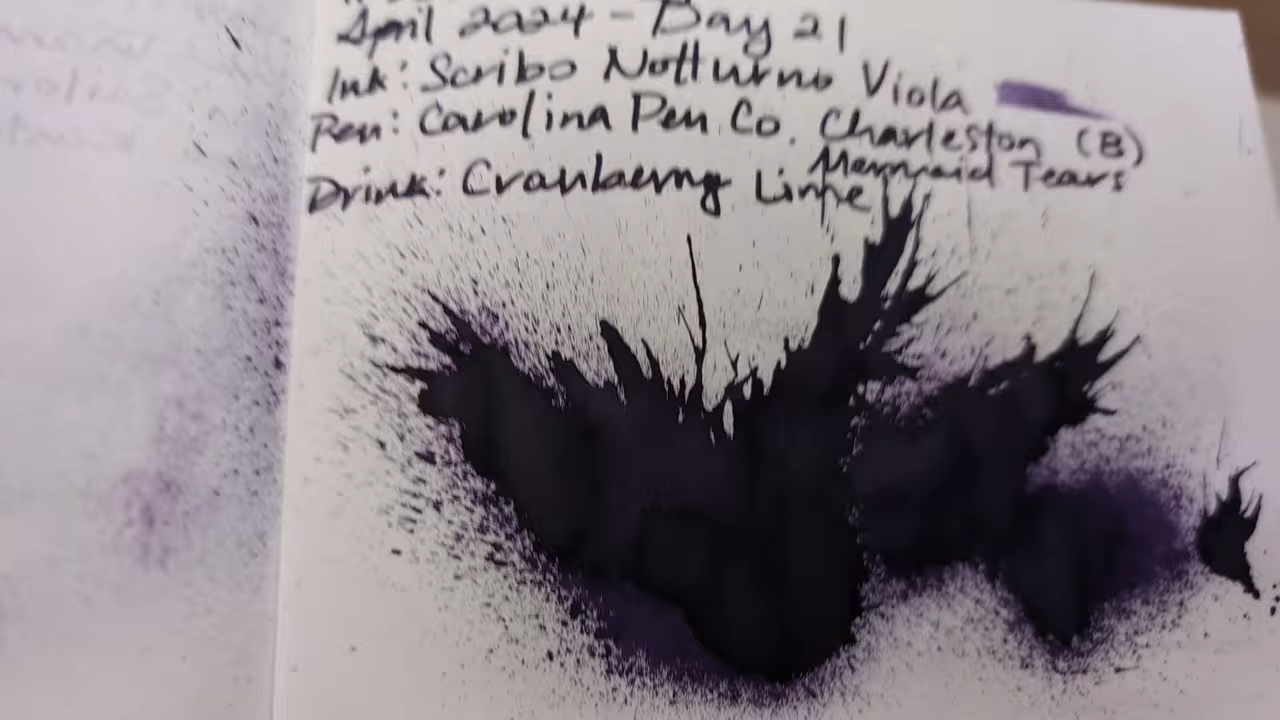 April 2024 - Day 21
Ink: Scribo Notturno Viola
Pen: Carolina Pen Co. Charleston (B)
Mermaid Tears
Drink: Cranberry Lime